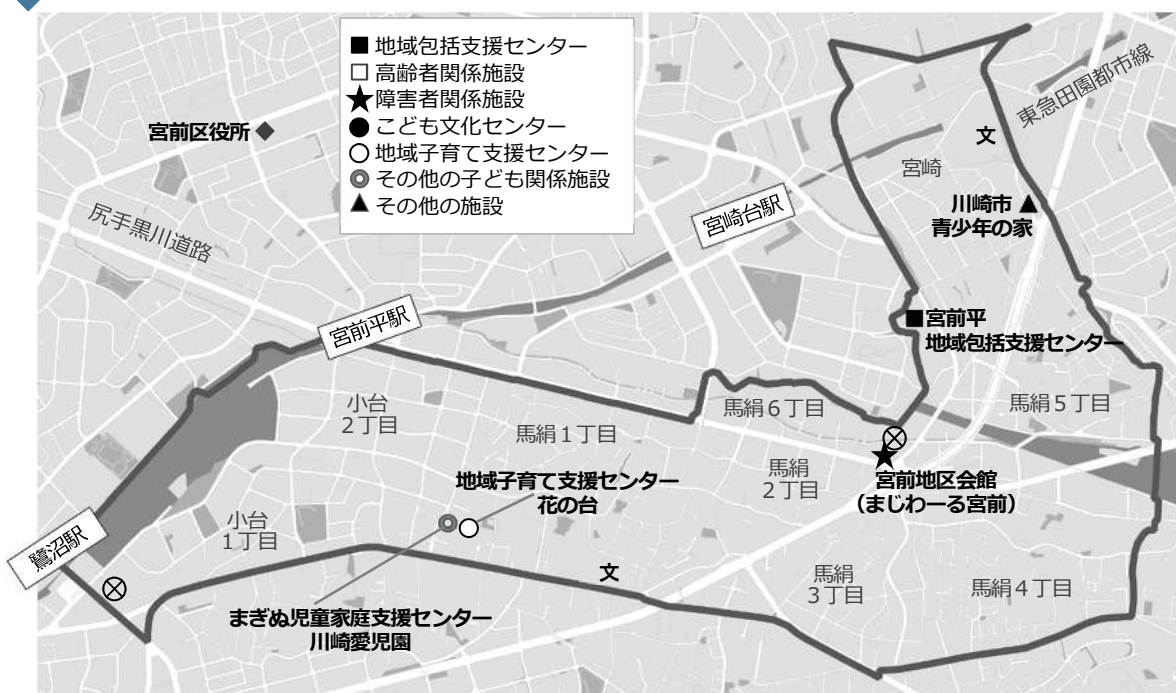 ■ 地域包括支援センター
□ 高齢者関係施設
★ 障害者関係施設
● こども文化センター
○ 地域子育て支援センター
◎ その他の子ども関係施設
▲ その他の施設
宮前区役所
尻手黒川道路
東急田園都市線
文
宮崎
宮崎台駅
川崎市
青少年の家
宮前平駅
宮前平
地域包括支援センター
小台
2丁目
馬絹1丁目
馬絹6丁目
馬絹5丁目
馬絹
2丁目
宮前地区会館
(まじわーる宮前)
地域子育て支援センター
花の台
小台
1丁目
鷺沼駅
文
馬絹
3丁目
馬絹4丁目
まぎぬ児童家庭支援センター
川崎愛児園